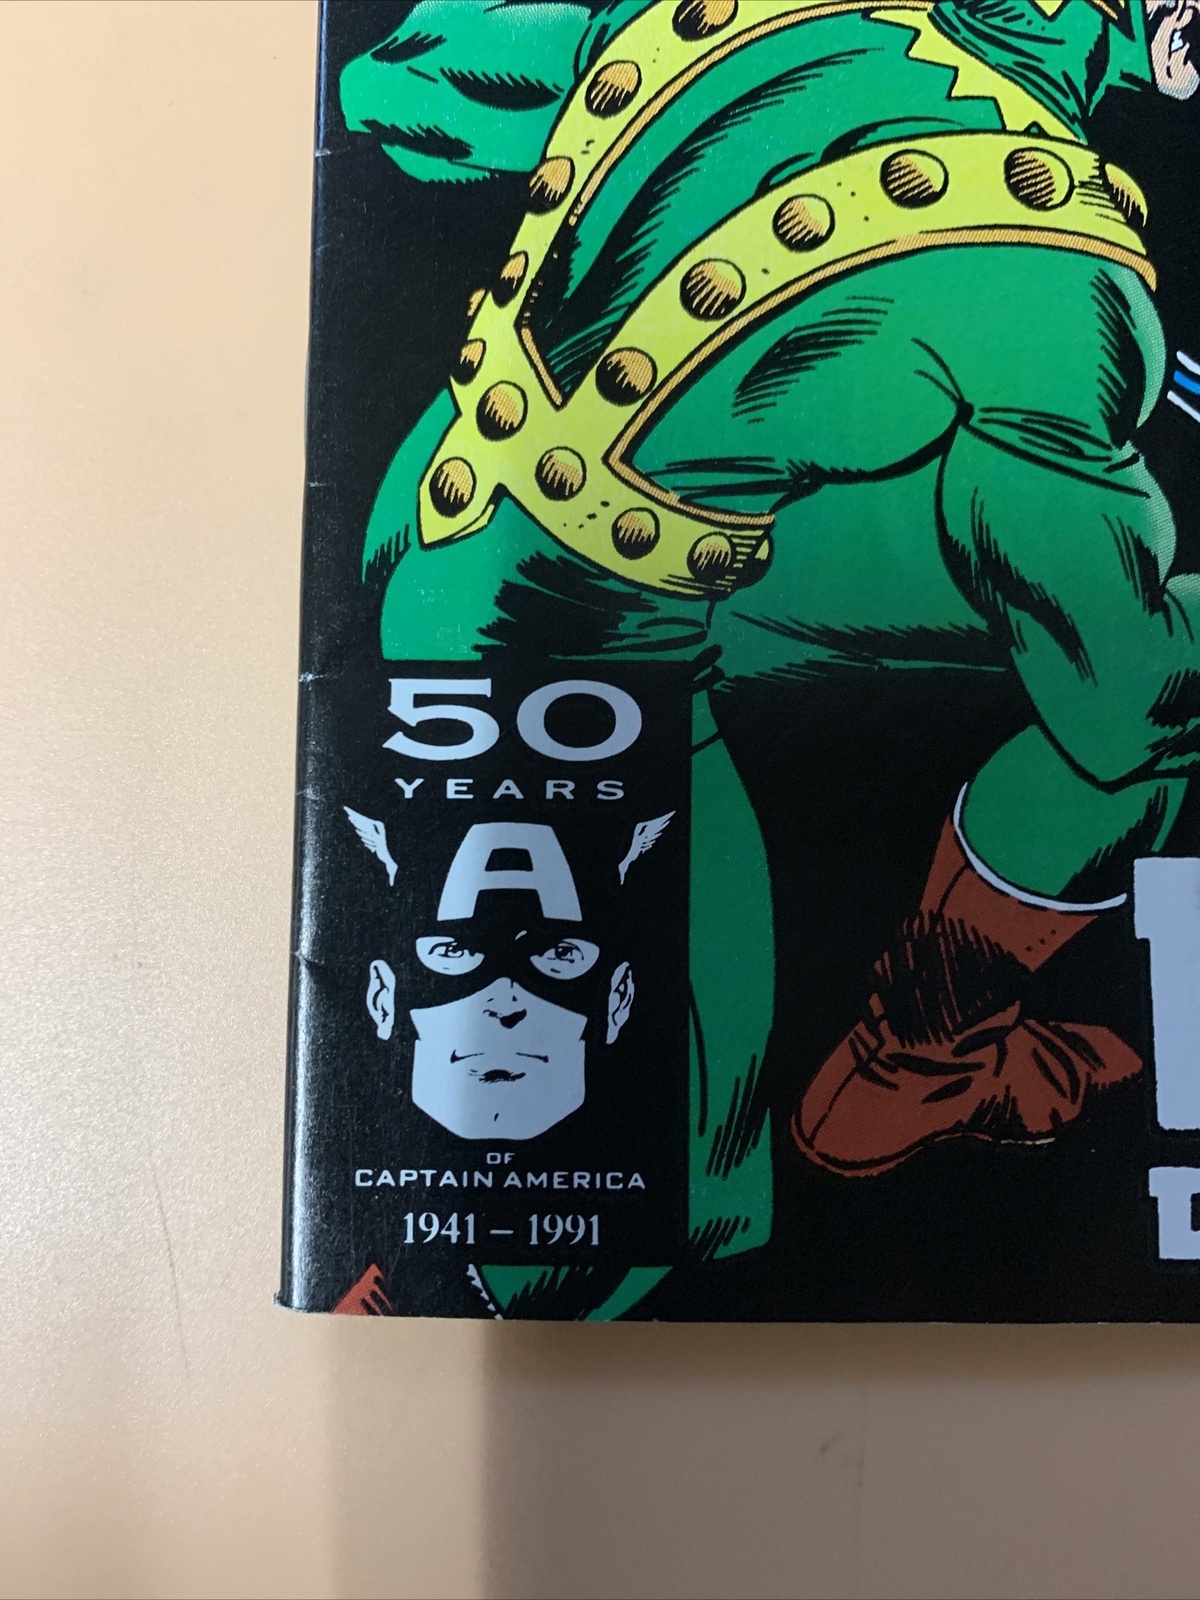 50
YEARS
A
OF
CAPTAIN AMERICA
1941 – 1991